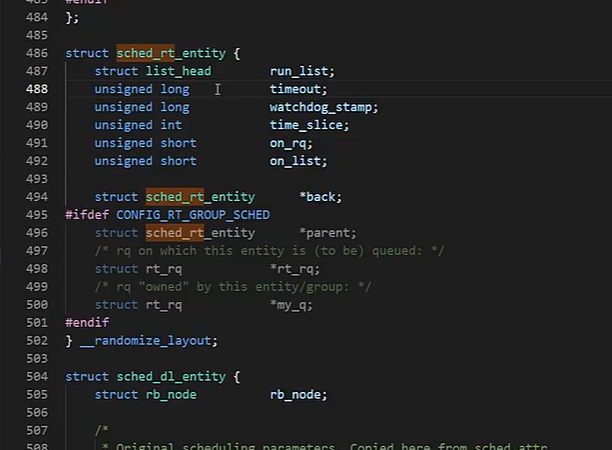 #endif
484 };
485
486 struct sched_rt_entity {
487 struct list_head run_list;
488 unsigned long timeout;
489 unsigned long watchdog_stamp;
490 unsigned int time_slice;
491 unsigned short on_rq;
492 unsigned short on_list;
493
494 struct sched_rt_entity *back;
495 #ifdef CONFIG_RT_GROUP_SCHED
496 struct sched_rt_entity *parent;
497 /* rq on which this entity is (to be) queued: */
498 struct rt_rq *rt_rq;
499 /* rq "owned" by this entity/group: */
500 struct rt_rq *my_q;
501 #endif
502 } __randomize_layout;
503
504 struct sched_dl_entity {
505 struct rb_node rb_node;
506
507 /*
508 * Original scheduling parameters. Copied here from sched_attr